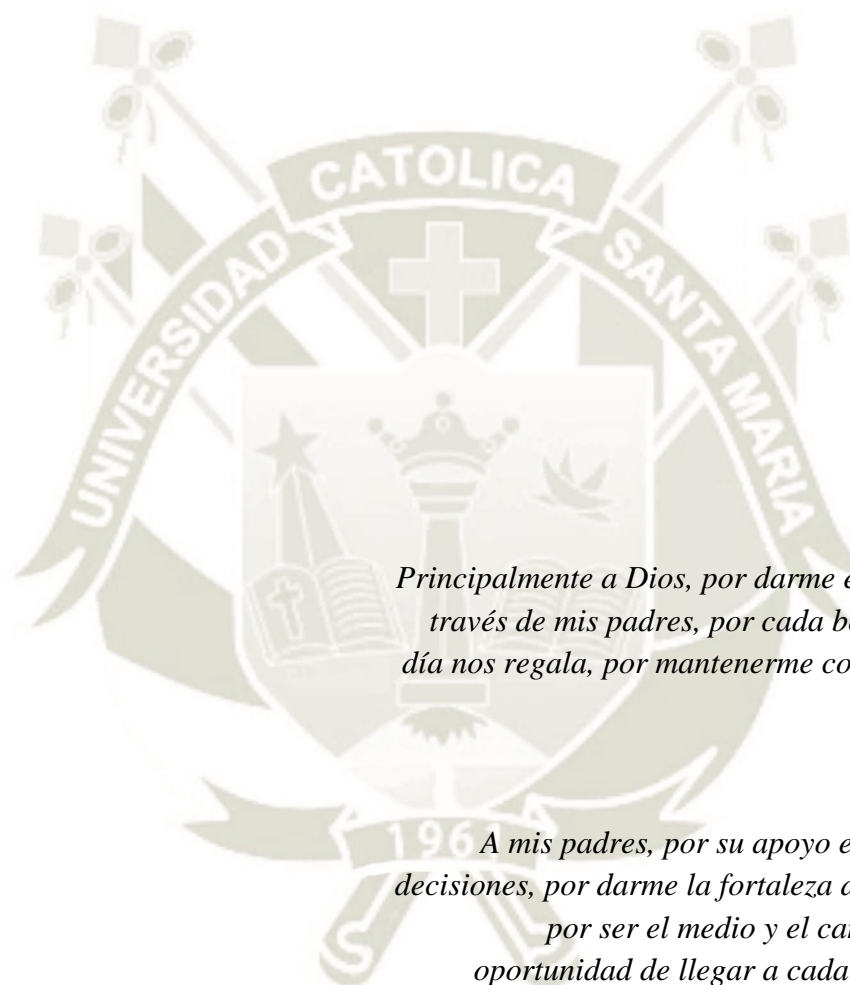 UNIVERSIDAD CATOLICA SANTA MARIA
Principalmente a Dios, por darme
través de mis padres, por cada
día nos regala, por mantenerme
1961
A mis padres, por su apoyo
decisiones, por darme la fortaleza
por ser el medio y el
oportunidad de llegar a cada
S